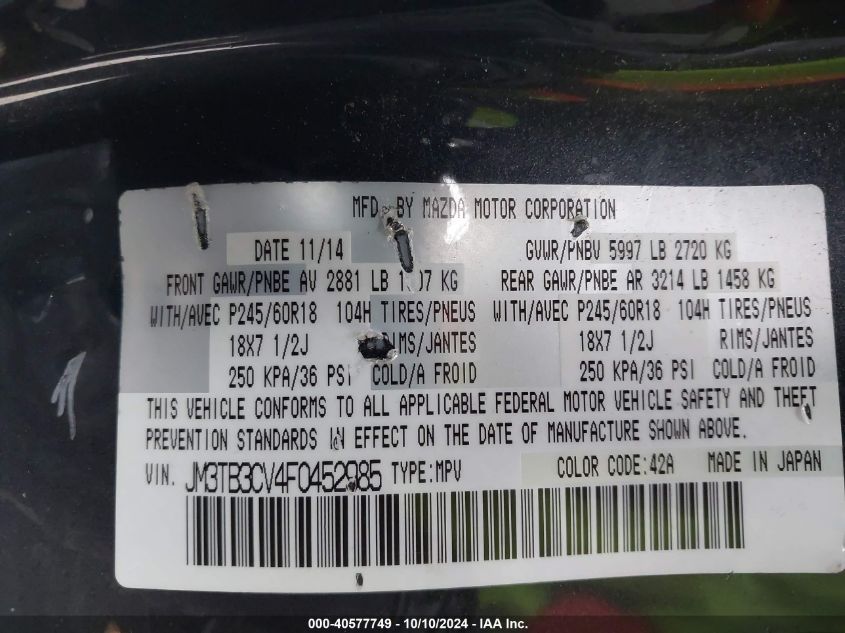 MFD. BY MAZDA MOTOR CORPORATION
DATE 11/14 GVWR/PNBV 5997 LB 2720 KG
FRONT GAWR/PNBE AV 2881 LB KG REAR GAWR/PNBE AR 3214 LB 1458 KG
WITH/AVEC P245/60R18 104H TIRES/PNEUS WITH/AVEC P245/60R18 104H TIRES/PNEUS
18X7 1/2J RIMS/JANTES 18X7 1/2J RIMS/JANTES
250 KPA/36 PSI COLD/A FROID 250 KPA/36 PSI COLD/A FROID
THIS VEHICLE CONFORMS TO ALL APPLICABLE FEDERAL MOTOR VEHICLE SAFETY AND THEFT
PREVENTION STANDARDS IN EFFECT ON THE DATE OF MANUFACTURE SHOWN ABOVE.
VIN. JM3TB3CV4F0452985 TYPE:MPV COLOR CODE:42A MADE IN JAPAN
000-40577749 - 10/10/2024 - IAA Inc.